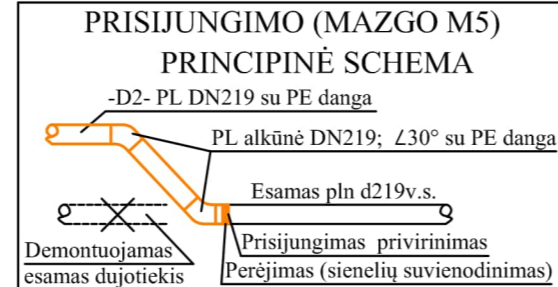 PRISIJUNGIMO (MAZGO M5)
PRINCIPINĖ SCHEMA
-D2- PL DN219 su PE danga
PL alkūnė DN219; ∠30° su PE danga
Esamas pln d219v.s.
Demontuojamas
esamas dujotiekis
Prisijungimas privirinimas
Perėjimas (sienelių suvienodinimas)